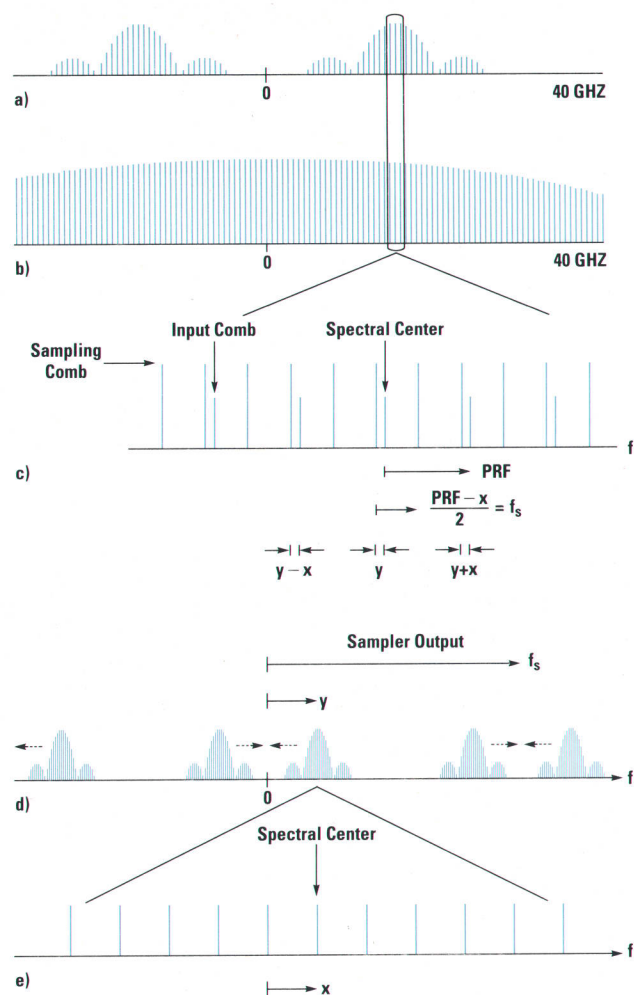 a)
0
40 GHZ
b)
0
40 GHZ
Input Comb
Spectral Center
Sampling
Comb
f
c)
PRF
PRF – x
2
= fs
y – x
y
y+x
Sampler Output
fs
y
d)
0
f
Spectral Center
e)
f
x